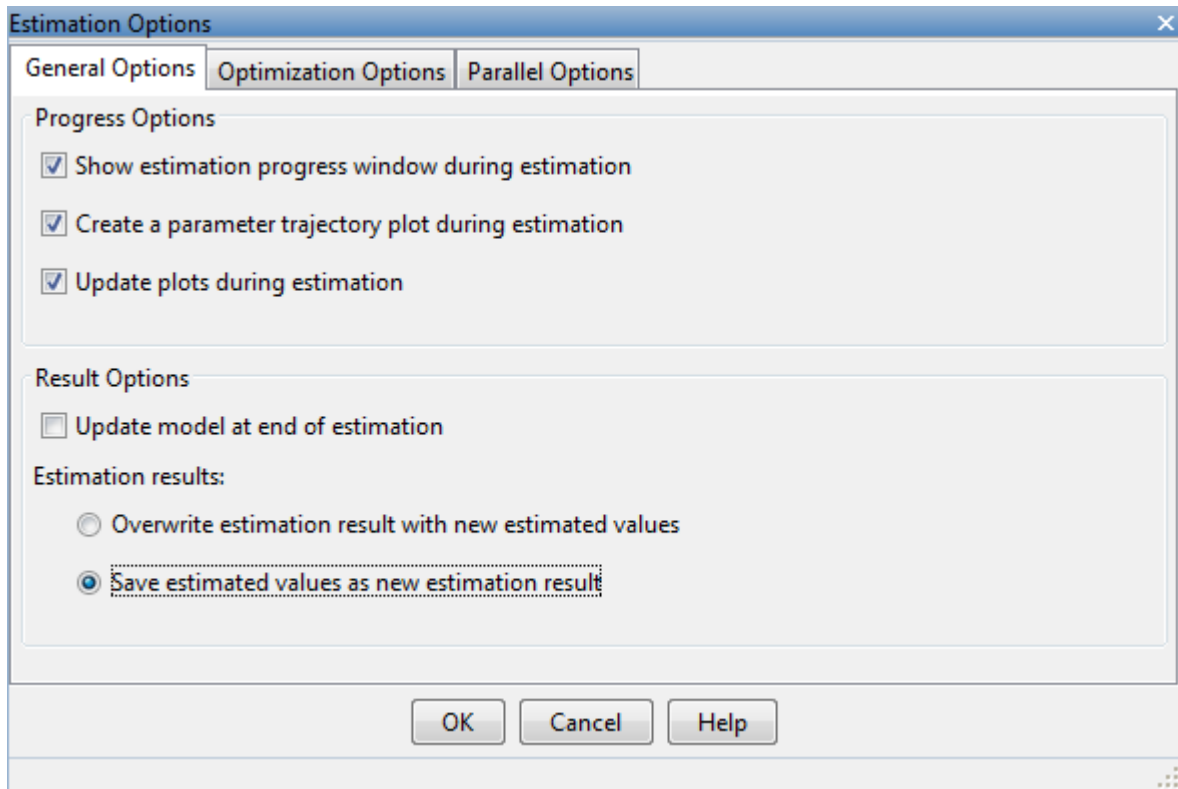 Estimation Options
General Options Optimization Options Parallel Options
Progress Options
Show estimation progress window during estimation
Create a parameter trajectory plot during estimation
Update plots during estimation
Result Options
Update model at end of estimation
Estimation results:
Overwrite estimation result with new estimated values
Save estimated values as new estimation result
OK Cancel Help